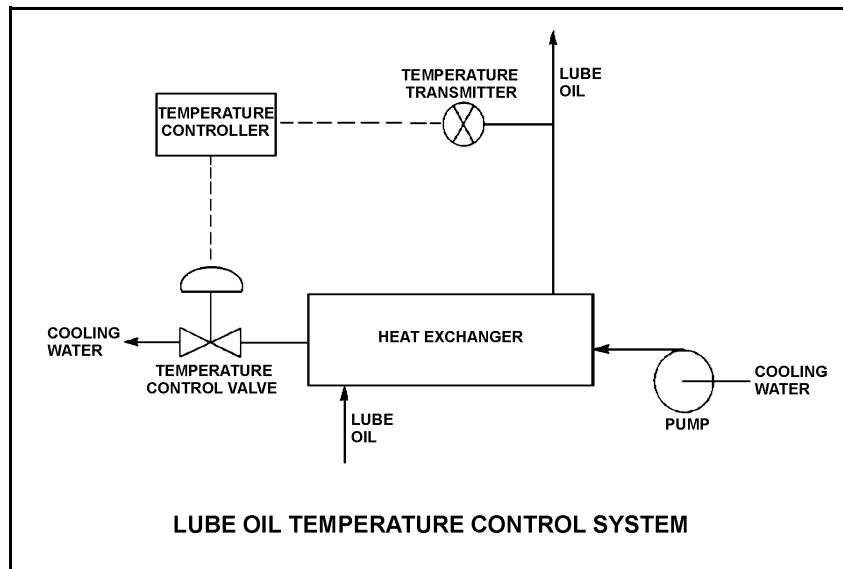 TEMPERATURE
TRANSMITTER
LUBE
OIL
TEMPERATURE
CONTROLLER
HEAT EXCHANGER
COOLING
WATER
TEMPERATURE
CONTROL VALVE
COOLING
WATER
PUMP
LUBE
OIL
LUBE OIL TEMPERATURE CONTROL SYSTEM